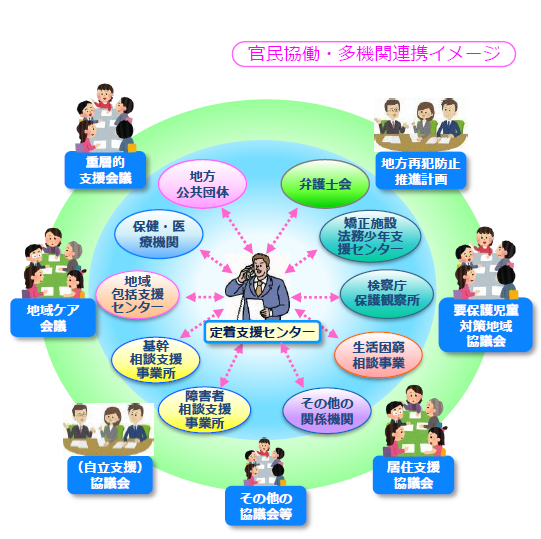 官民協働・多機関連携イメージ
重層的
支援会議
地方再犯防止
推進計画
地方
公共団体
弁護士会
保健・医
療機関
矯正施設
法務少年支
援センター
地域
包括支援
センター
検察庁
保護観察所
地域ケア
会議
要保護児童
対策地域
協議会
定着支援センター
基幹
相談支援
事業所
生活困窮
相談事業
障害者
相談支援
事業所
その他の
関係機関
（自立支援）
協議会
居住支援
協議会
その他の
協議会等